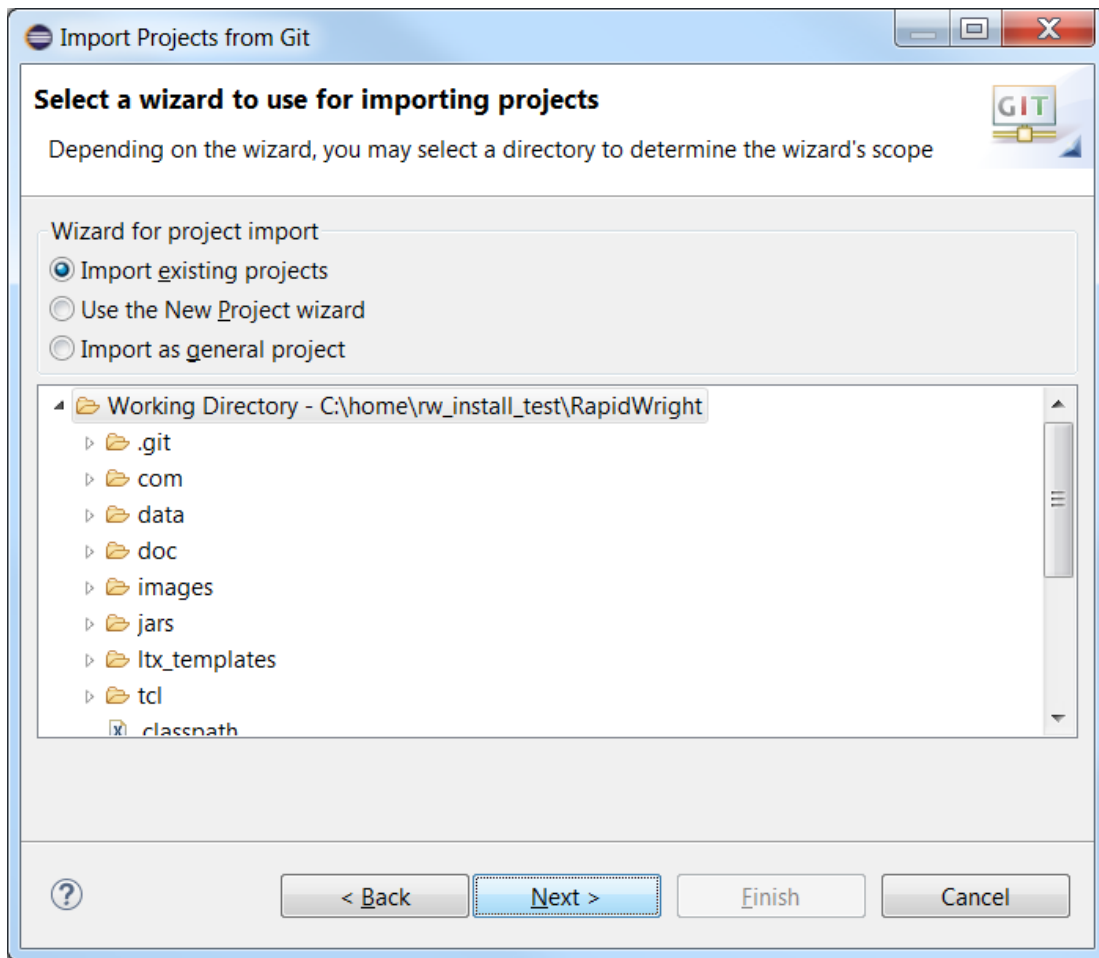 Import Projects from Git
Select a wizard to use for importing projects
GIT
Depending on the wizard, you may select a directory to determine the wizard's scope
Wizard for project import
Import existing projects
Use the New Project wizard
Import as general project
Working Directory - C:\home\rw_install_test\RapidWright
.git
com
data
doc
images
jars
ltx_templates
tcl
.classpath
?
< Back
Next >
Finish
Cancel